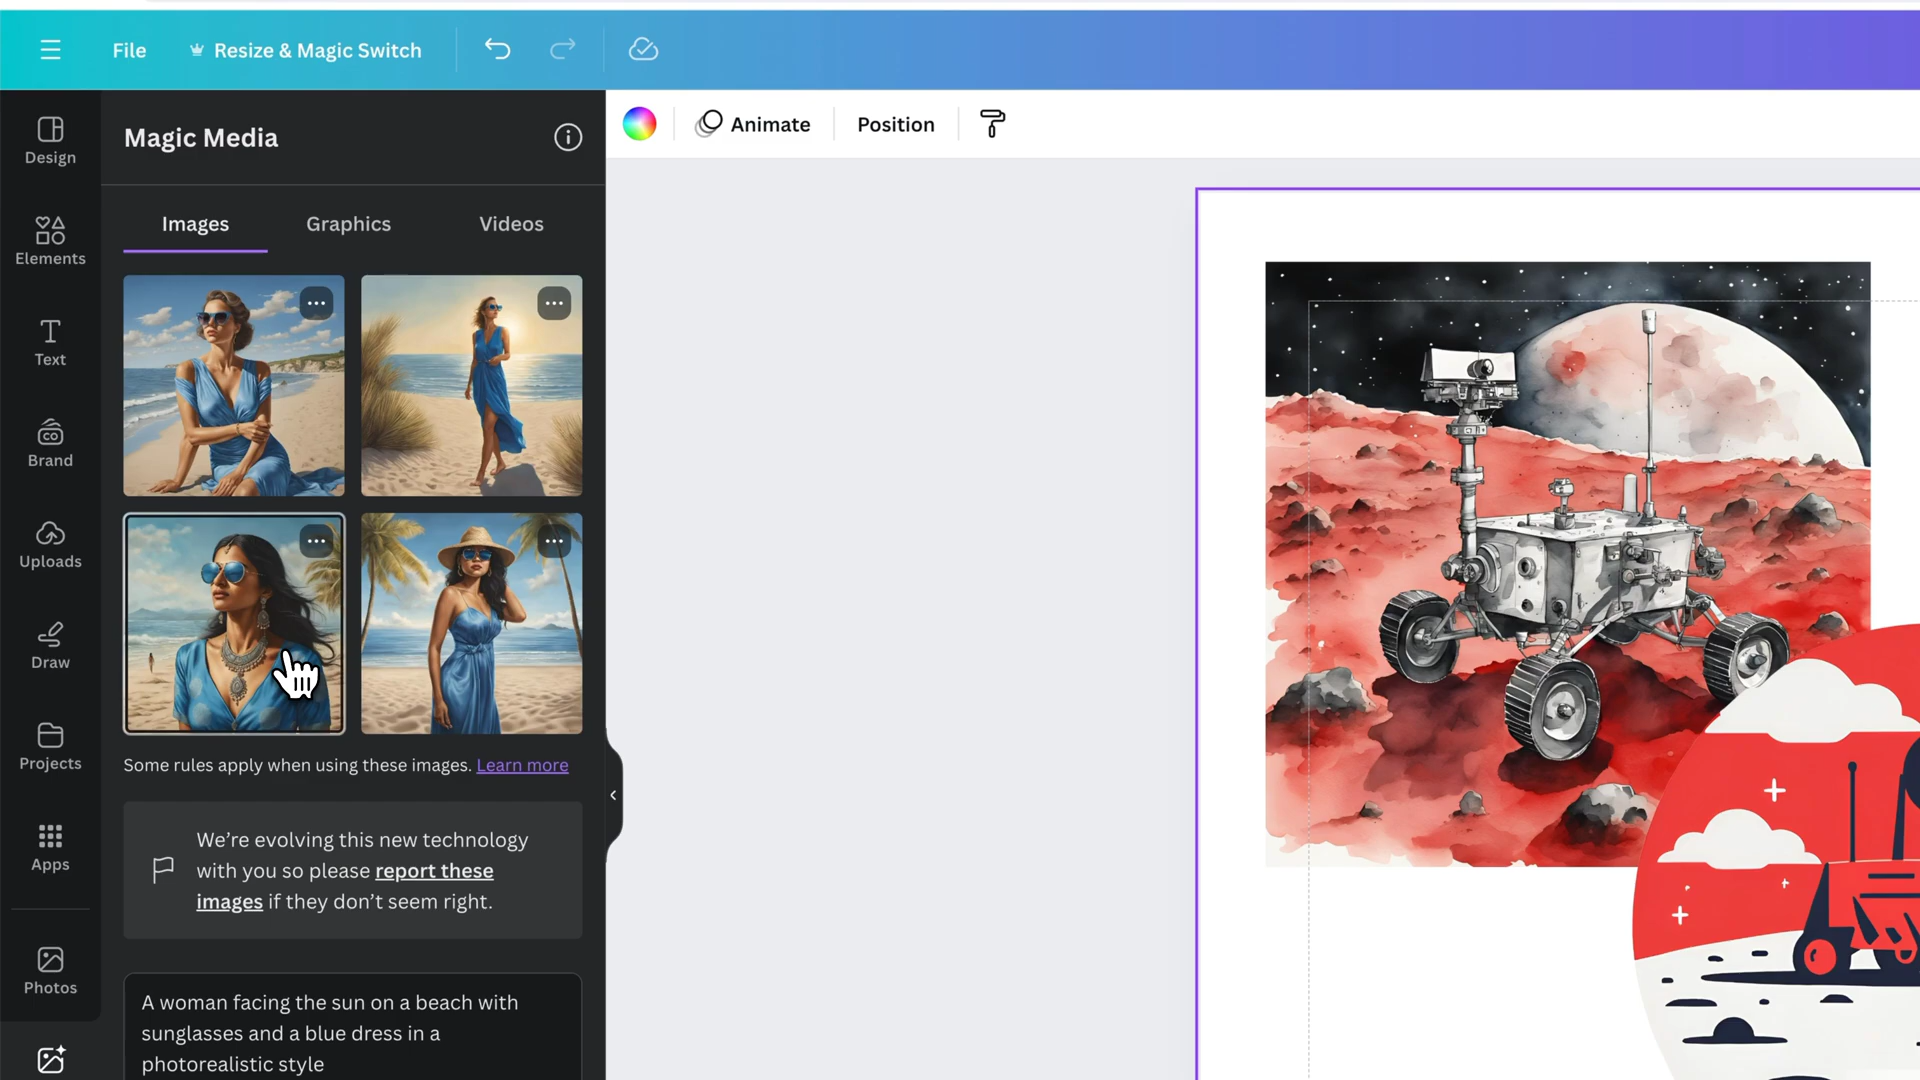 File
Resize & Magic Switch
Design
Elements
Text
Brand
Uploads
Draw
Projects
Apps
Photos
Magic Media
Images
Graphics
Videos
Some rules apply when using these images. Learn more
We’re evolving this new technology
with you so please report these
images if they don’t seem right.
A woman facing the sun on a beach with
sunglasses and a blue dress in a
photorealistic style
Animate
Position